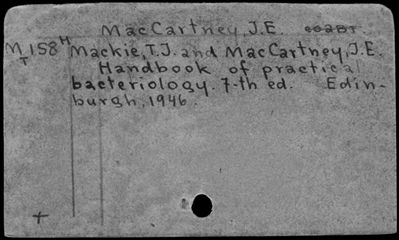 MacCartney, J.E.
M 158 H Mackie, T.J. and MacCartney, J.E.
T
Handbook of practical
bacteriology. 7-th ed. Edin-
burgh, 1946.
+